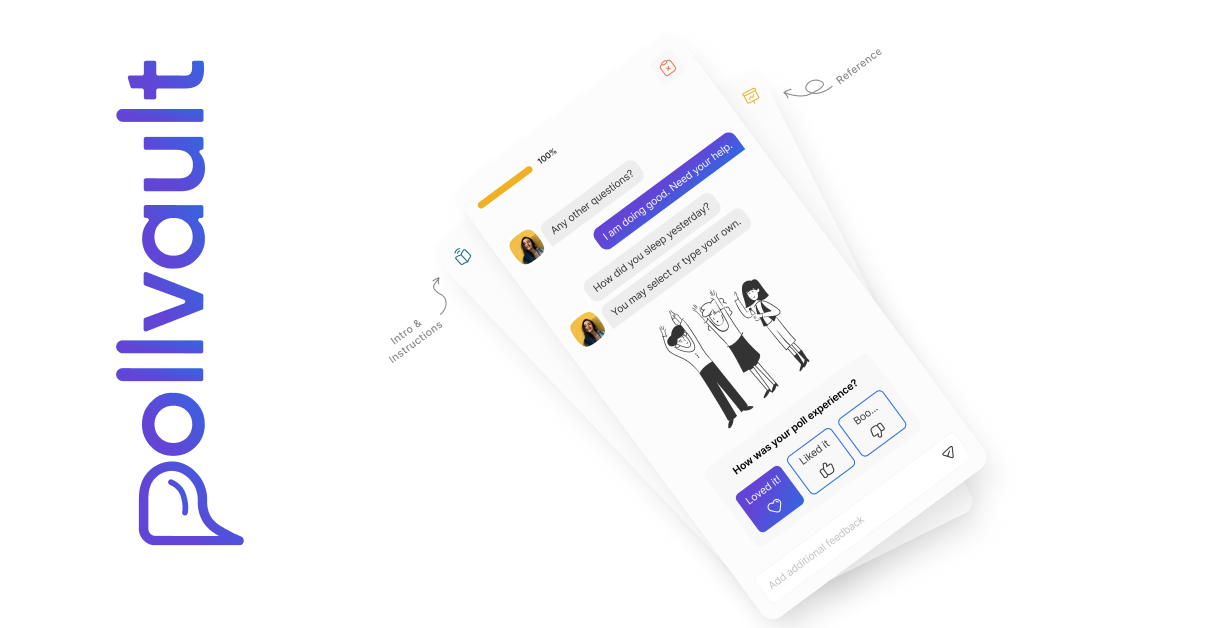 pollvault
Reference
100%
Any other questions?
I am doing good. Need your help.
How did you sleep yesterday?
You may select or type your own.
Intro &
Instructions
How was your poll experience?
Loved it!
Liked it
Boo...
Add additional feedback